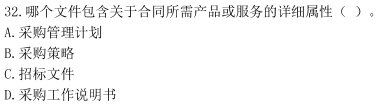 32.哪个文件包含关于合同所需产品或服务的详细属性（ ）。
A.采购管理计划
B.采购策略
C.招标文件
D.采购工作说明书